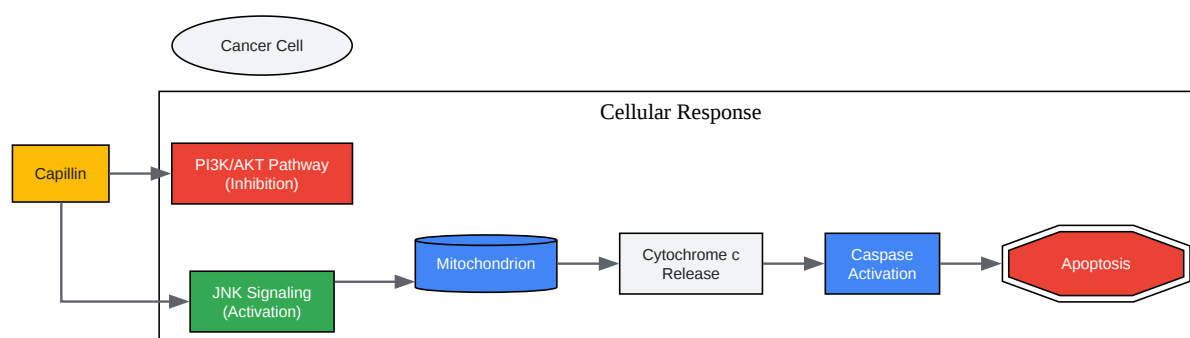 Cancer Cell
Cellular Response
Capillin
PI3K/AKT Pathway
(Inhibition)
JNK Signaling
(Activation)
Mitochondrion
Cytochrome c
Release
Caspase
Activation
Apoptosis